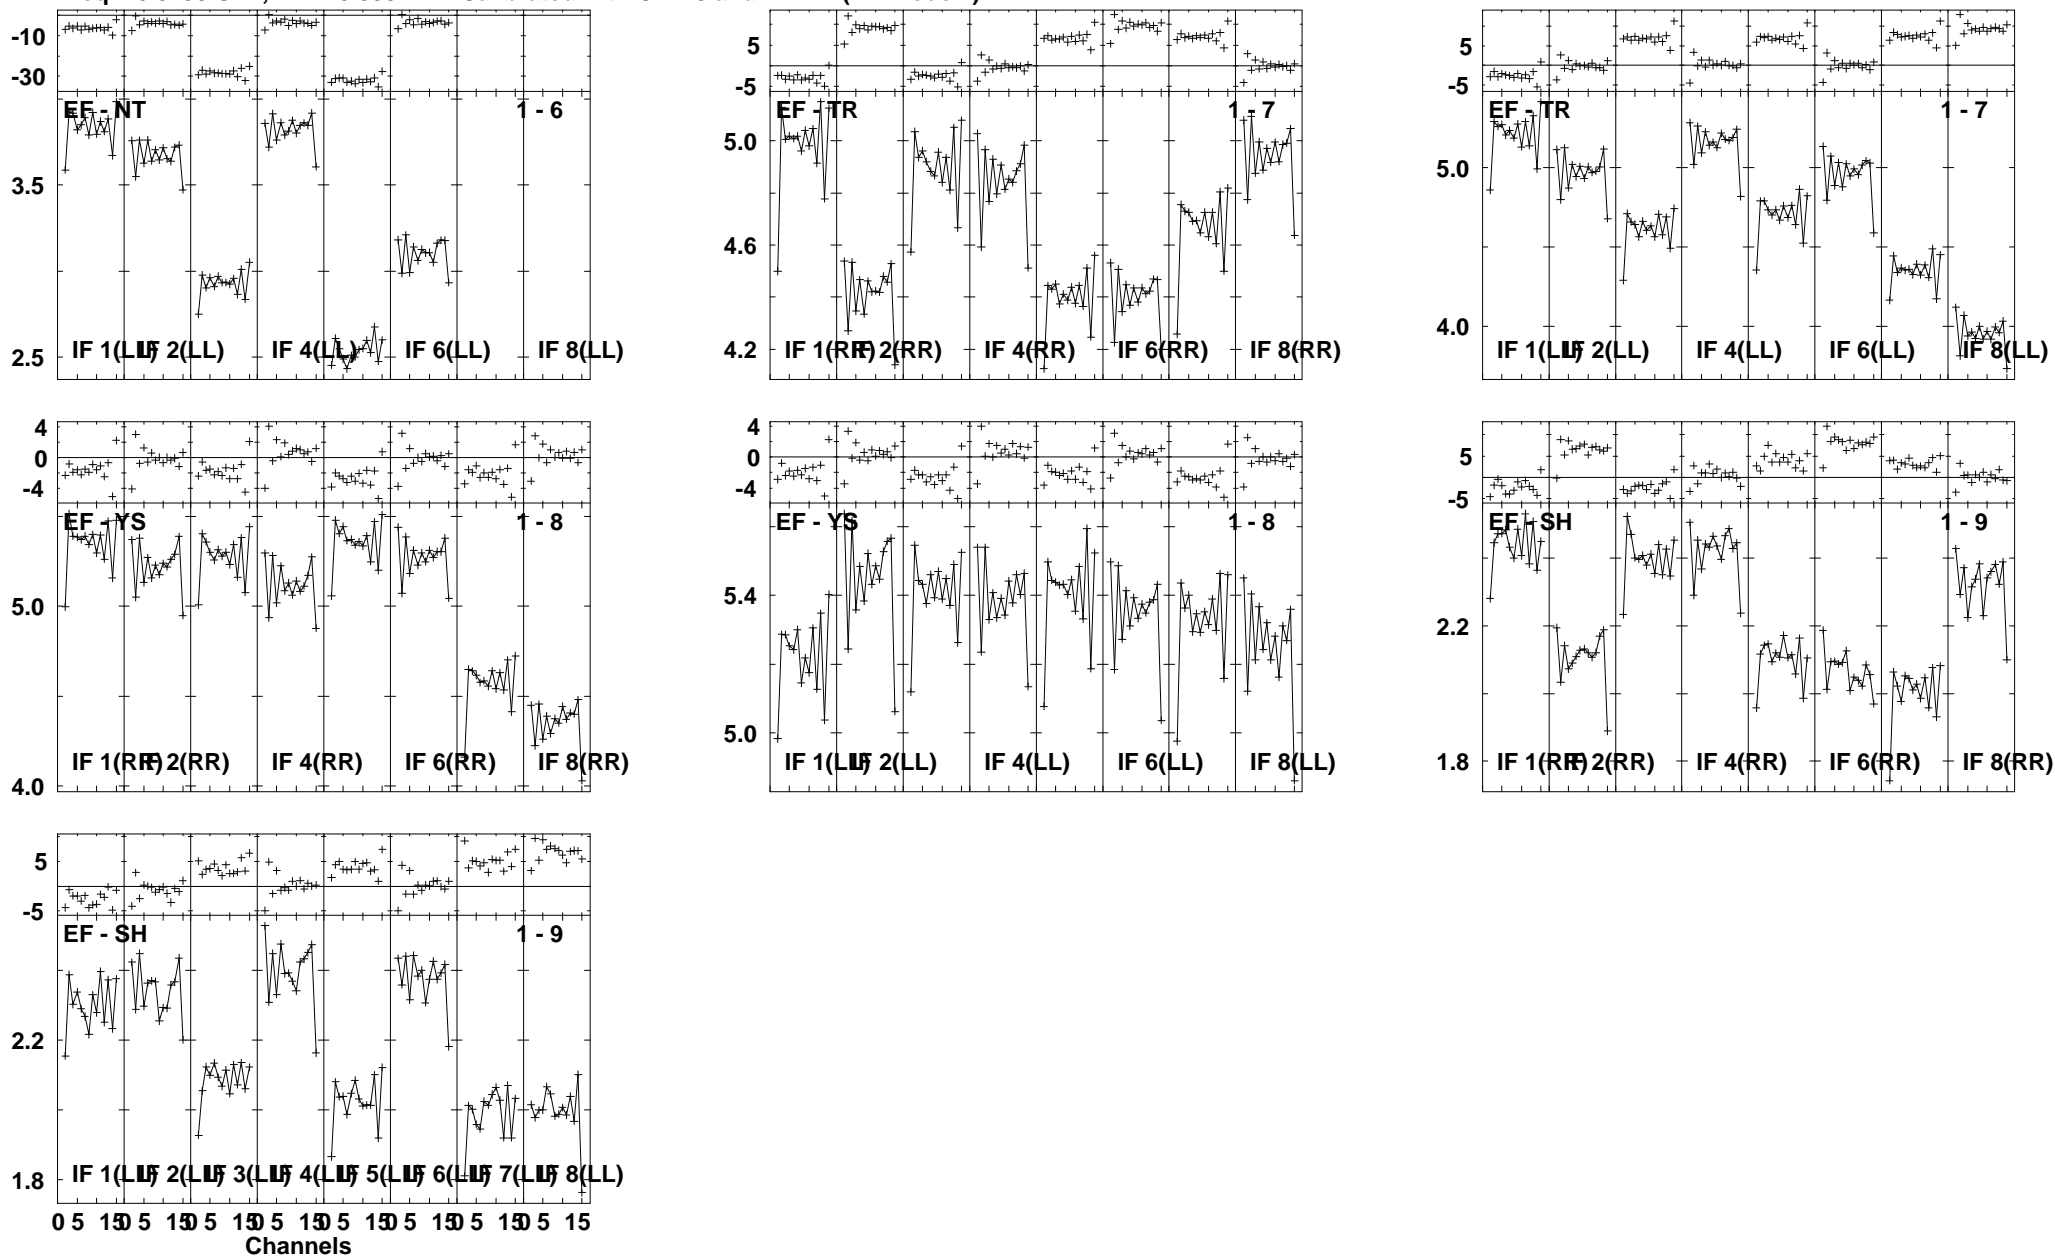 -10
-30
EF - NT 1 - 6
3.5
2.5
IF 1(LL) IF 2(LL) IF 4(LL) IF 6(LL) IF 8(LL)
5
-5
EF - TR 1 - 7
5.0
4.6
4.2
IF 1(RR) IF 2(RR) IF 4(RR) IF 6(RR) IF 8(RR)
5
-5
EF - TR 1 - 7
5.0
4.0
IF 1(LL) IF 2(LL) IF 4(LL) IF 6(LL) IF 8(LL)
4
0
-4
EF - YS 1 - 8
5.0
4.0
IF 1(RR) IF 2(RR) IF 4(RR) IF 6(RR) IF 8(RR)
4
0
-4
EF - YS 1 - 8
5.4
5.0
IF 1(LL) IF 2(LL) IF 4(LL) IF 6(LL) IF 8(LL)
5
-5
EF - SH 1 - 9
2.2
1.8
IF 1(RR) IF 2(RR) IF 4(RR) IF 6(RR) IF 8(RR)
5
-5
EF - SH 1 - 9
2.2
1.8
IF 1(LL) IF 2(LL) IF 3(LL) IF 4(LL) IF 5(LL) IF 6(LL) IF 7(LL) IF 8(LL)
0 5 15 0 5 15 0 5 15 0 5 15 0 5 15 0 5 15 0 5 15 0 5 15
Channels